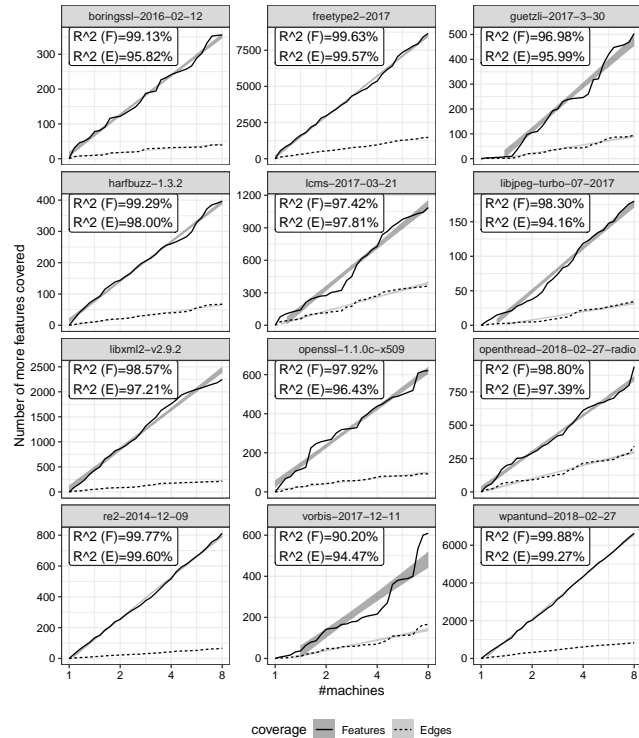 Number of more features covered
boringssl-2016-02-12
R^2 (F)=99.13%
R^2 (E)=95.82%
0
100
200
300
freetype2-2017
R^2 (F)=99.63%
R^2 (E)=99.57%
0
2500
5000
7500
guetzli-2017-3-30
R^2 (F)=96.98%
R^2 (E)=95.99%
0
100
200
300
400
500
harfbuzz-1.3.2
R^2 (F)=99.29%
R^2 (E)=98.00%
0
100
200
300
400
lcms-2017-03-21
R^2 (F)=97.42%
R^2 (E)=97.81%
0
300
600
900
1200
libjpeg-turbo-07-2017
R^2 (F)=98.30%
R^2 (E)=94.16%
0
50
100
150
libxml2-v2.9.2
R^2 (F)=98.57%
R^2 (E)=97.21%
0
500
1000
1500
2000
2500
openssl-1.1.0c-x509
R^2 (F)=97.92%
R^2 (E)=96.43%
0
200
400
600
openthread-2018-02-27-radio
R^2 (F)=98.80%
R^2 (E)=97.39%
0
250
500
750
re2-2014-12-09
R^2 (F)=99.77%
R^2 (E)=99.60%
0
200
400
600
800
1 2 4 8
vorbis-2017-12-11
R^2 (F)=90.20%
R^2 (E)=94.47%
0
200
400
600
1 2 4 8
wpantund-2018-02-27
R^2 (F)=99.88%
R^2 (E)=99.27%
0
2000
4000
6000
1 2 4 8
#machines
coverage Features Edges